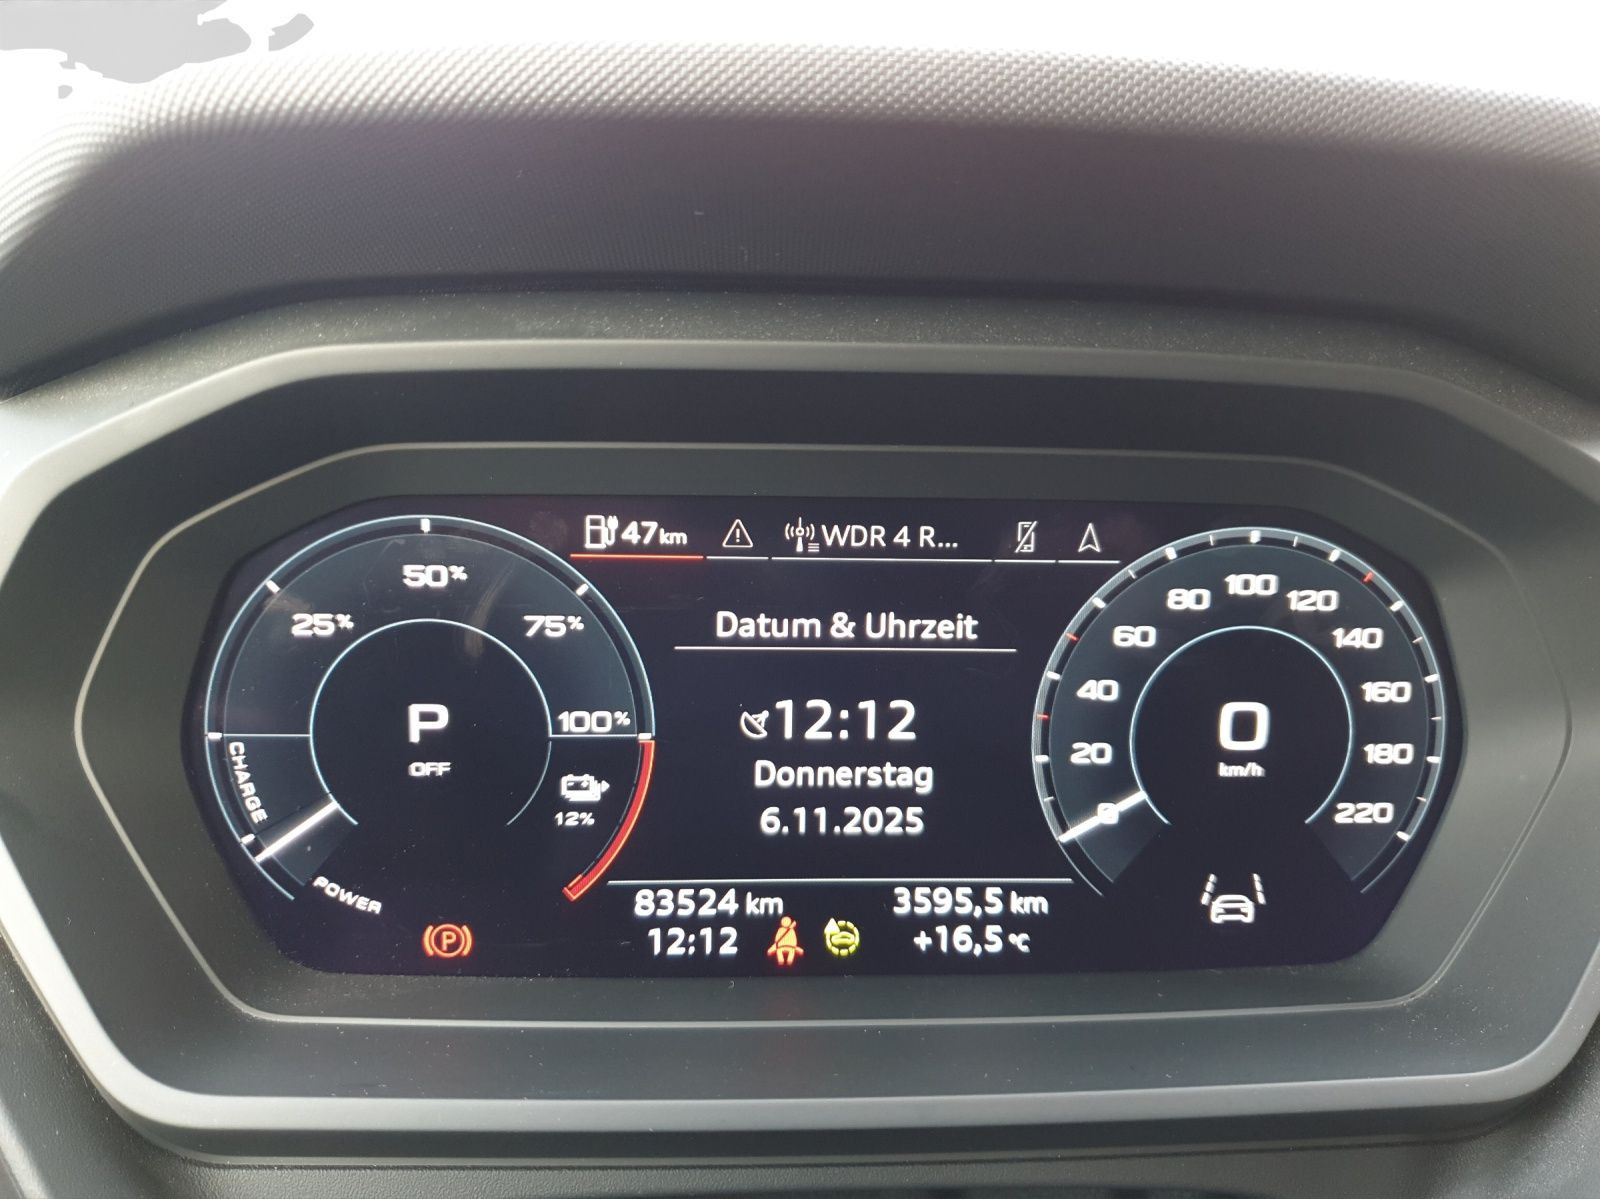 47 km
WDR 4 R...
50%
25%
75%
100%
P
OFF
CHARGE
POWER
12%
Datum & Uhrzeit
12:12
Donnerstag
6.11.2025
83524 km
3595,5 km
12:12
+16,5 °C
(P)
0
20
40
60
80
100
120
140
160
180
220
0
km/h